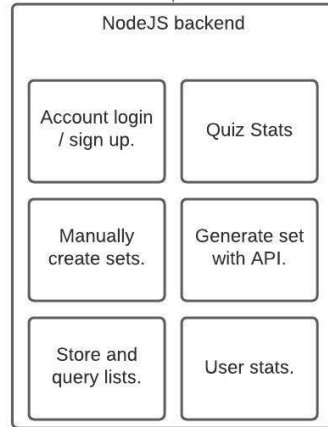 NodeJS backend
Account login
/ sign up.
Quiz Stats
Manually
create sets.
Generate set
with API.
Store and
query lists.
User stats.